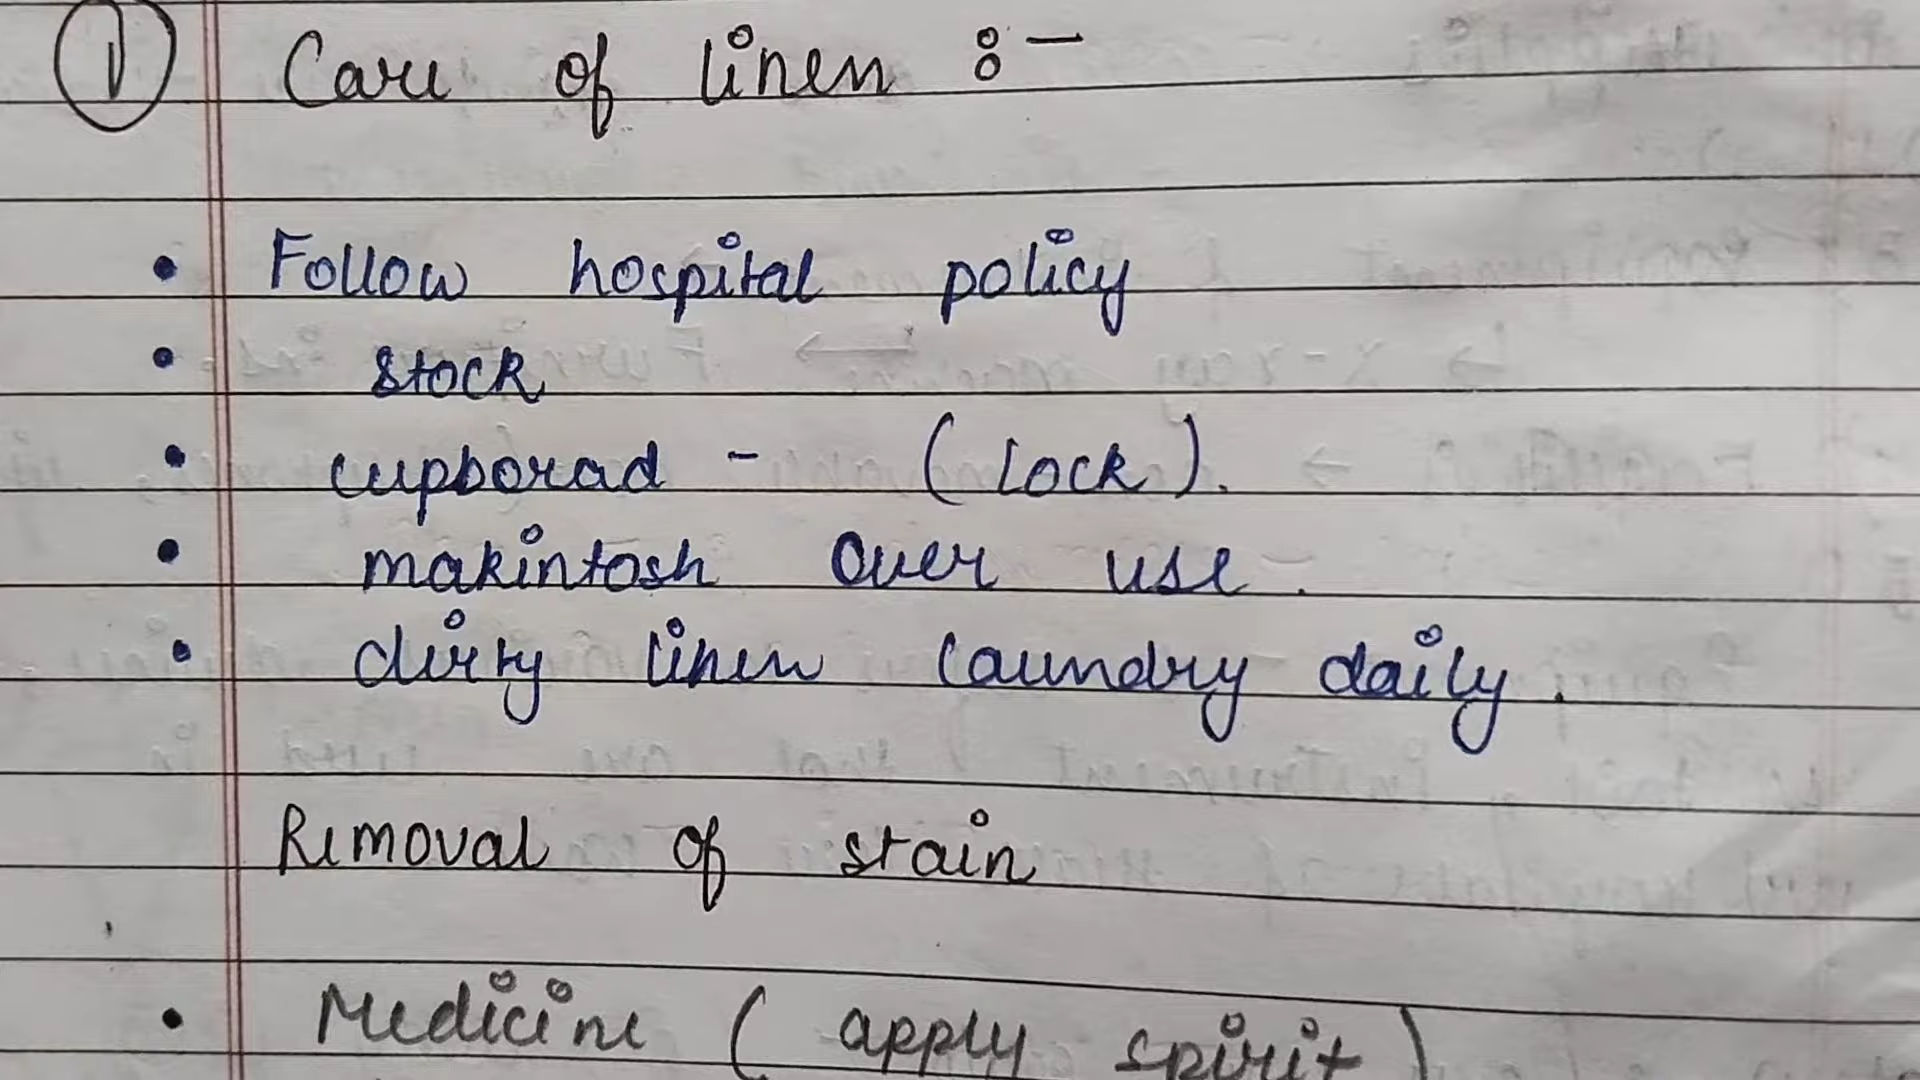 ① Care of linen :-
• Follow hospital policy
• stock
• cupborad - (Lock).
• makintosh over use.
• dirty linen laundry daily.
Removal of stain
• Medicine (apply spirit)